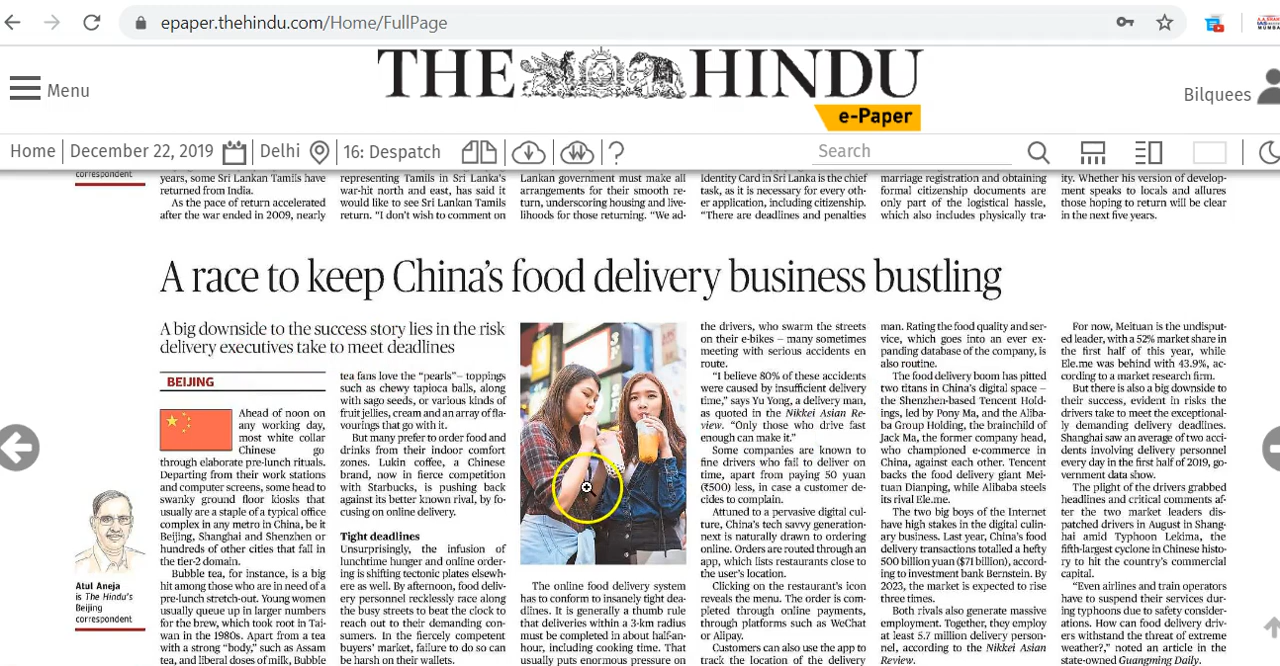 epaper.thehindu.com/Home/FullPage
Menu
THE HINDU
e-Paper
Bilquees
Home
December 22, 2019
Delhi
16: Despatch
?
Search
correspondent
years, some Sri Lankan Tamils have
returned from India.
As the pace of return accelerated
after the war ended in 2009, nearly
representing Tamils in Sri Lanka's
war-hit north and east, has said it
would like to see Sri Lankan Tamils
return. “I don't wish to comment on
Lankan government must make all
arrangements for their smooth re-
turn, underscoring housing and live-
lihoods for those returning. “We ad-
Identity Card in Sri Lanka is the chief
task, as it is necessary for every oth-
er application, including citizenship.
“There are deadlines and penalties
marriage registration and obtaining
formal citizenship documents are
only part of the logistical hassle,
which also includes physically tra-
ity. Whether his version of develop-
ment speaks to locals and allures
those hoping to return will be clear
in the next five years.
A race to keep China's food delivery business bustling
A big downside to the success story lies in the risk
delivery executives take to meet deadlines
BEIJING
Ahead of noon on
any working day,
most white collar
Chinese go
through elaborate pre-lunch rituals.
Departing from their work stations
and computer screens, some head to
swanky ground floor kiosks that
usually are a staple of a typical office
complex in any metro in China, be it
Beijing, Shanghai and Shenzhen or
hundreds of other cities that fall in
the tier-2 domain.
Bubble tea, for instance, is a big
hit among those who are in need of a
pre-lunch stretch-out. Young women
usually queue up in larger numbers
for the brew, which took root in Tai-
wan in the 1980s. Apart from a tea
with a strong “body,” such as Assam
tea, and liberal doses of milk, Bubble
Atul Aneja
is The Hindu's
Beijing
correspondent
tea fans love the “pearls”– toppings
such as chewy tapioca balls, along
with sago seeds, or various kinds of
fruit jellies, cream and an array of fla-
vourings that go with it.
But many prefer to order food and
drinks from their indoor comfort
zones. Lukin coffee, a Chinese
brand, now in fierce competition
with Starbucks, is pushing back
against its better known rival, by fo-
cusing on online delivery.
Tight deadlines
Unsurprisingly, the infusion of
lunchtime hunger and online order-
ing is shifting tectonic plates elsewh-
ere as well. By afternoon, food deliv-
ery personnel recklessly race along
the busy streets to beat the clock to
reach out to their demanding con-
sumers. In the fiercely competent
buyers' market, failure to do so can
be harsh on their wallets.
The online food delivery system
has to conform to insanely tight dea-
dlines. It is generally a thumb rule
that deliveries within a 3-km radius
must be completed in about half-an-
hour, including cooking time. That
usually puts enormous pressure on
the drivers, who swarm the streets
on their e-bikes – many sometimes
meeting with serious accidents en
route.
“I believe 80% of these accidents
were caused by insufficient delivery
time,” says Yu Yong, a delivery man,
as quoted in the Nikkei Asian Re-
view. “Only those who drive fast
enough can make it.”
Some companies are known to
fine drivers who fail to deliver on
time, apart from paying 50 yuan
(₹500) less, in case a customer de-
cides to complain.
Attuned to a pervasive digital cul-
ture, China's tech savvy generation-
next is naturally drawn to ordering
online. Orders are routed through an
app, which lists restaurants close to
the user's location.
Clicking on the restaurant's icon
reveals the menu. The order is com-
pleted through online payments,
through platforms such as WeChat
or Alipay.
Customers can also use the app to
track the location of the delivery
man. Rating the food quality and ser-
vice, which goes into an ever ex-
panding database of the company, is
also routine.
The food delivery boom has pitted
two titans in China's digital space –
the Shenzhen-based Tencent Hold-
ings, led by Pony Ma, and the Aliba-
ba Group Holding, the brainchild of
Jack Ma, the former company head,
who championed e-commerce in
China, against each other. Tencent
backs the food delivery giant Mei-
tuan Dianping, while Alibaba steels
its rival Ele.me.
The two big boys of the Internet
have high stakes in the digital culin-
ary business. Last year, China's food
delivery transactions totalled a hefty
500 billion yuan ($71 billion), accord-
ing to investment bank Bernstein. By
2023, the market is expected to rise
three times.
Both rivals also generate massive
employment. Together, they employ
at least 5.7 million delivery person-
nel, according to the Nikkei Asian
Review.
For now, Meituan is the undisput-
ed leader, with a 52% market share in
the first half of this year, while
Ele.me was behind with 43.9%, ac-
cording to a market research firm.
But there is also a big downside to
their success, evident in risks the
drivers take to meet the exceptional-
ly demanding delivery deadlines.
Shanghai saw an average of two acci-
dents involving delivery personnel
every day in the first half of 2019, go-
vernment data show.
The plight of the drivers grabbed
headlines and critical comments af-
ter the two market leaders dis-
patched drivers in August in Shang-
hai amid Typhoon Lekima, the
fifth-largest cyclone in Chinese histo-
ry to hit the country's commercial
capital.
“Even airlines and train operators
have to suspend their services dur-
ing typhoons due to safety consider-
ations. How can food delivery driv-
ers withstand the threat of extreme
weather?,” noted an article in the
state-owned Guangming Daily.